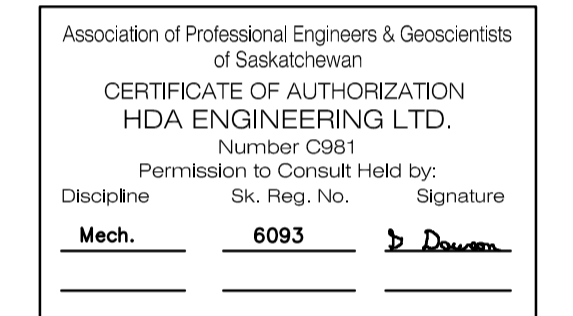 Association of Professional Engineers & Geoscientists
of Saskatchewan
CERTIFICATE OF AUTHORIZATION
HDA ENGINEERING LTD.
Number C981
Permission to Consult Held by:
Discipline Sk. Reg. No. Signature
Mech. 6093